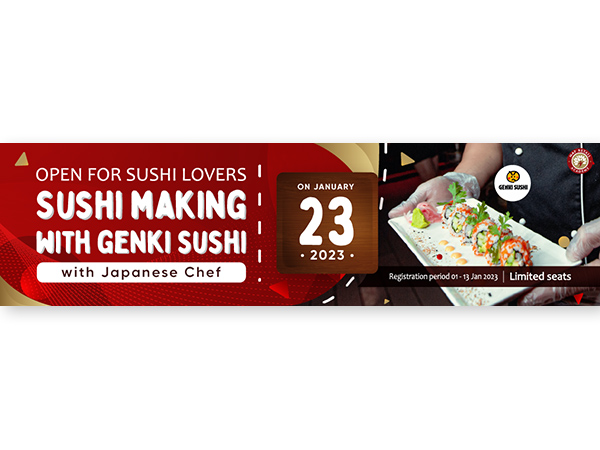 OPEN FOR SUSHI LOVERS
SUSHI MAKING
WITH GENKI SUSHI
with Japanese Chef
ON JANUARY
23
• 2023 •
GENKI SUSHI
Registration period 01 - 13 Jan 2023 | Limited seats